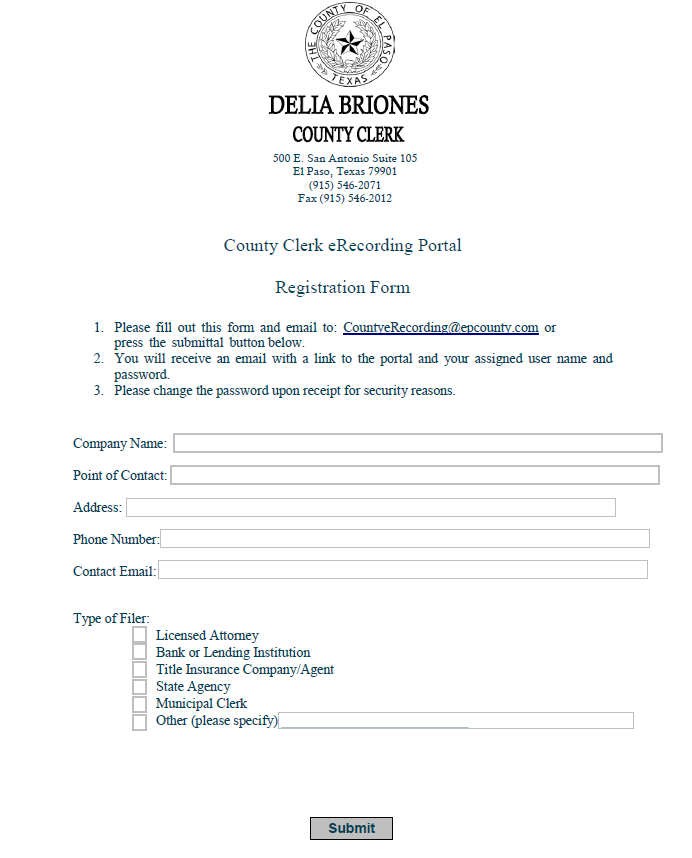 THE COUNTY OF EL PASO
TEXAS
DELIA BRIONES
COUNTY CLERK
500 E. San Antonio Suite 105
El Paso, Texas 79901
(915) 546-2071
Fax (915) 546-2012
County Clerk eRecording Portal
Registration Form
1. Please fill out this form and email to: CountyeRecording@epcounty.com or
press the submittal button below.
2. You will receive an email with a link to the portal and your assigned user name and
password.
3. Please change the password upon receipt for security reasons.
Company Name:
Point of Contact:
Address:
Phone Number:
Contact Email:
Type of Filer:
Licensed Attorney
Bank or Lending Institution
Title Insurance Company/Agent
State Agency
Municipal Clerk
Other (please specify)
Submit